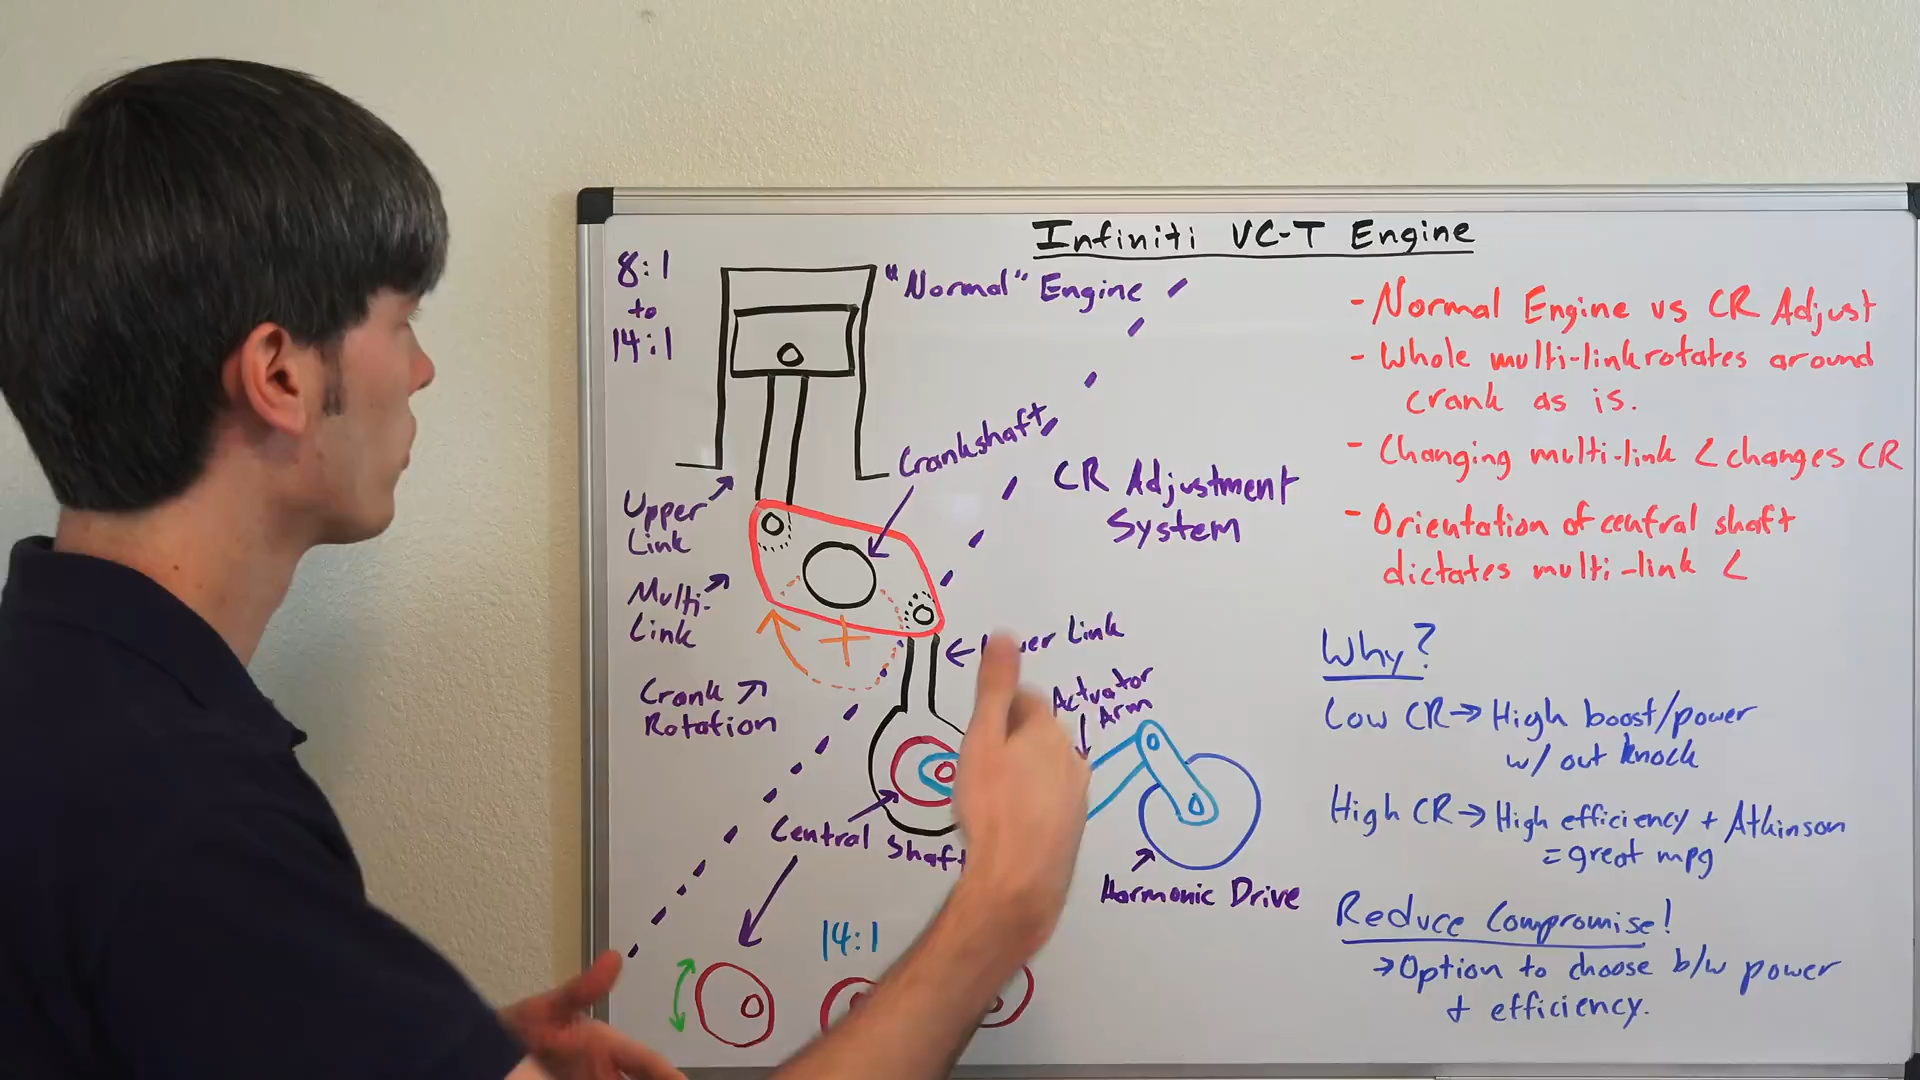 Infiniti VC-T Engine
8:1
to
14:1
"Normal" Engine
Crankshaft
CR Adjustment
System
Upper
Link
Multi-
Link
Link
Crank
Rotation
Actuator
Arm
Central Shaft
Harmonic Drive
14:1
- Normal Engine vs CR Adjust
- Whole multi-link rotates around
crank as is.
- Changing multi-link < changes CR
- Orientation of central shaft
dictates multi-link <
Why?
Low CR → High boost/power
w/out knock
High CR → High efficiency + Atkinson
= great mpg
Reduce Compromise!
→ Option to choose b/w power
+ efficiency.